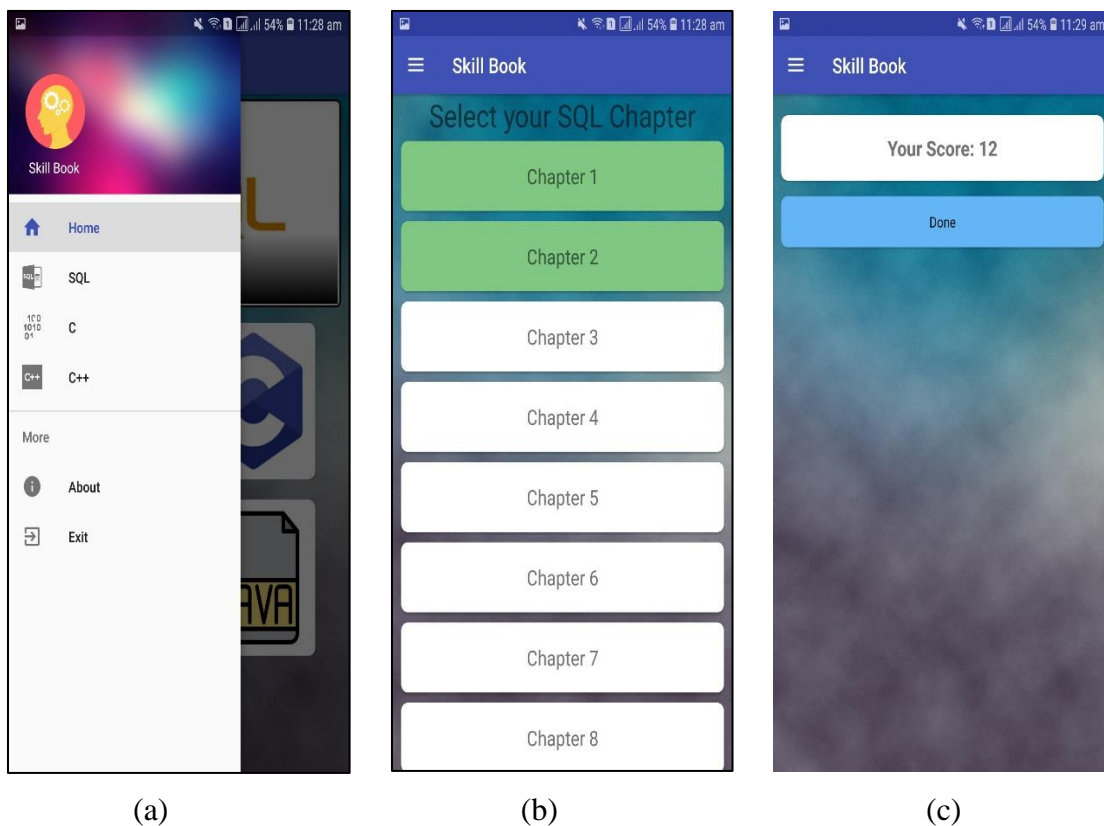 54% 11:28 am
Skill Book
Home
SQL
C
C++
More
About
Exit
L
C
AVA
(a)
54% 11:28 am
Skill Book
Select your SQL Chapter
Chapter 1
Chapter 2
Chapter 3
Chapter 4
Chapter 5
Chapter 6
Chapter 7
Chapter 8
(b)
54% 11:29 am
Skill Book
Your Score: 12
Done
(c)